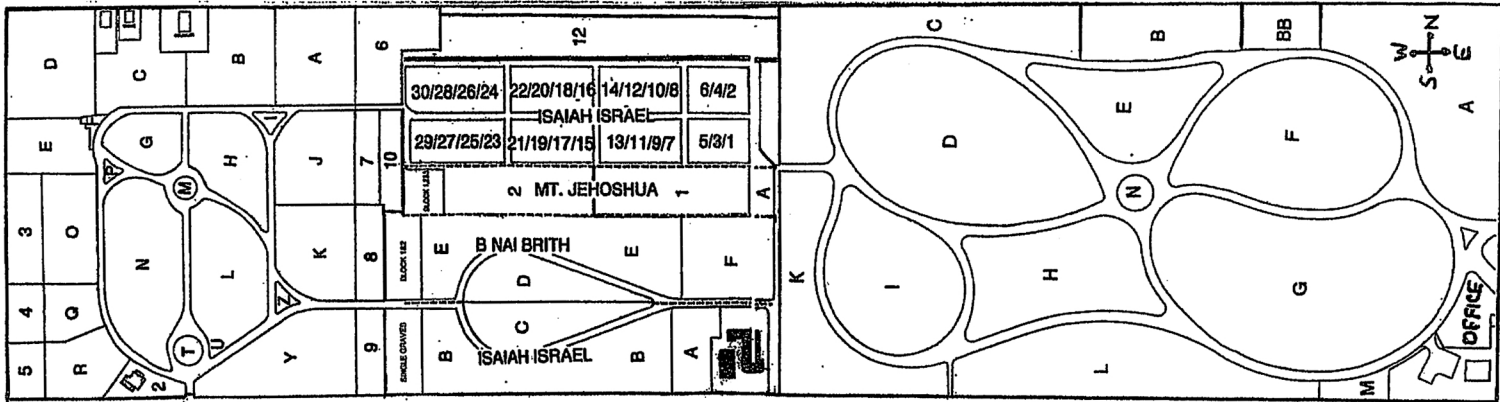 D
C
B
A
6
12
C
B
BB
N
W
E
S
30/28/26/24
22/20/18/16
14/12/10/8
6/4/2
ISAIAH ISRAEL
29/27/25/23
21/19/17/15
13/11/9/7
5/3/1
E
G
I
H
J
7
10
P
M
2
MT. JEHOSHUA
1
A
D
E
F
A
N
3
O
N
L
K
8
BLOCK 1&2
E
B NAI BRITH
E
F
D
K
I
H
G
4
Q
Z
C
ISAIAH ISRAEL
5
R
2
T
U
Y
9
SINGLE GRAVES
B
B
A
L
M
OFFICE